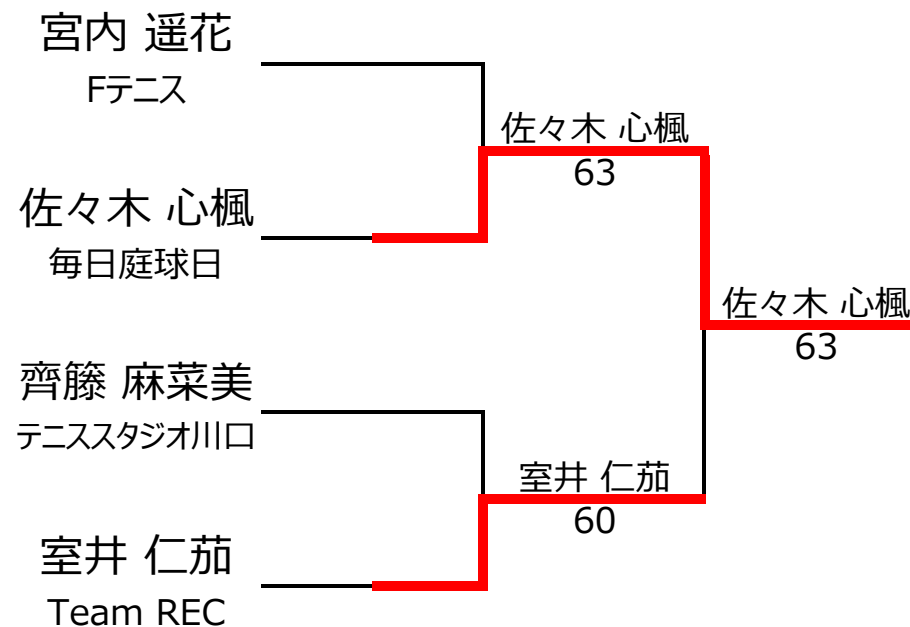 宮内 遥花
Fテニス
佐々木 心楓
63
佐々木 心楓
毎日庭球日
佐々木 心楓
63
齊籐 麻菜美
テニススタジオ川口
室井 仁茄
60
室井 仁茄
Team REC